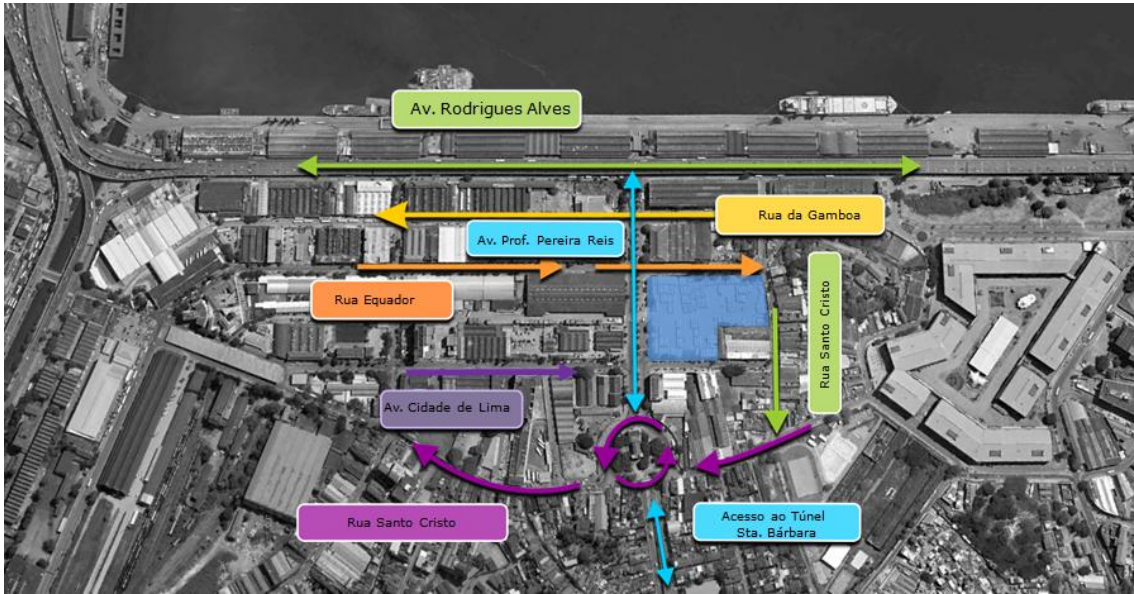 Av. Rodrigues Alves
Rua da Gamboa
Av. Prof. Pereira Reis
Rua Equador
Rua Santo Cristo
Av. Cidade de Lima
Rua Santo Cristo
Acesso ao Túnel
Sta. Bárbara